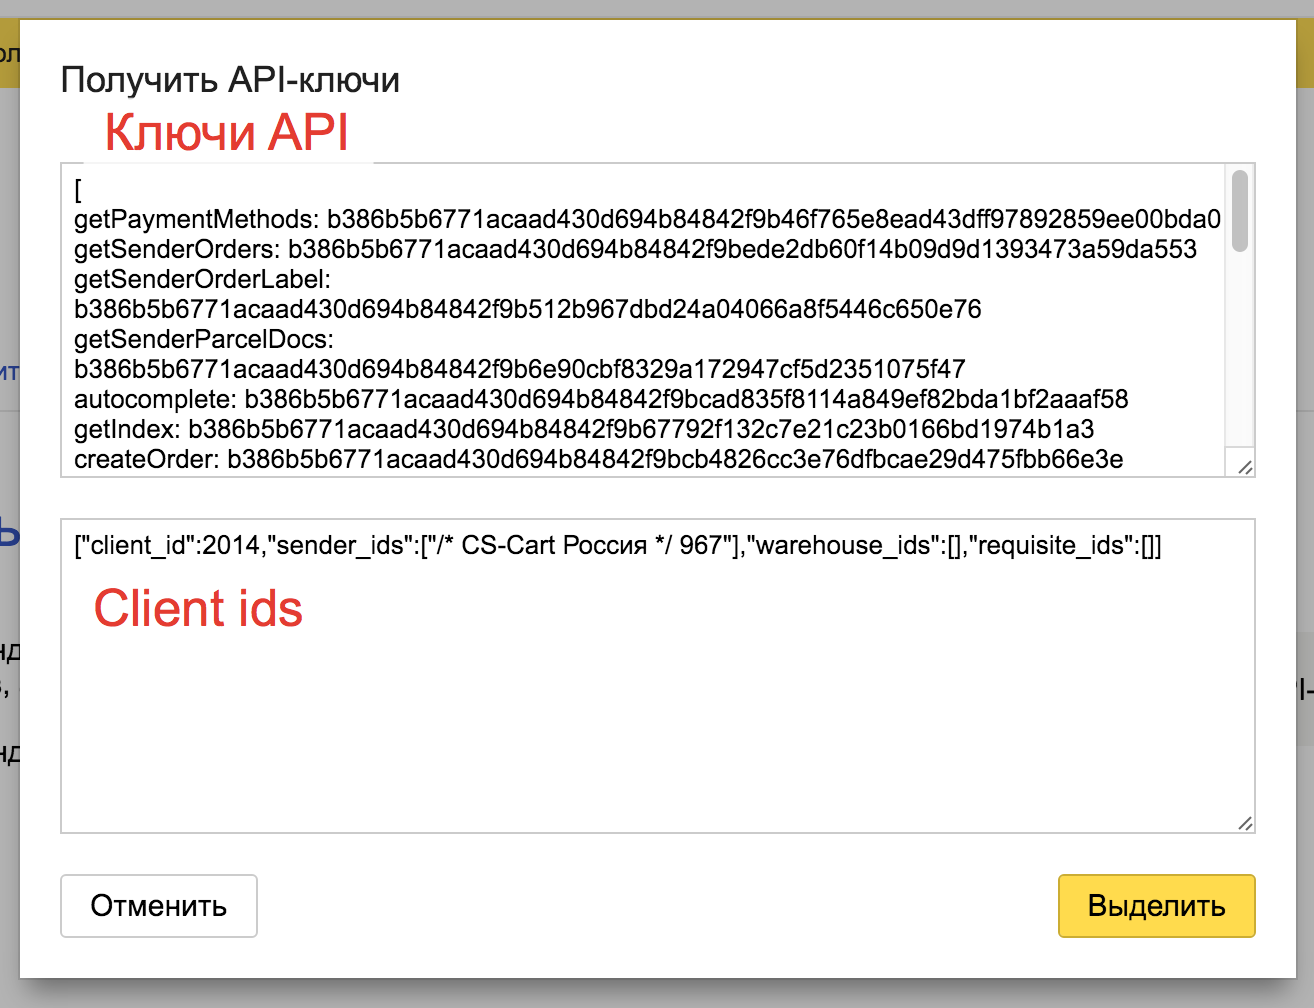 Получить API-ключи
Ключи API
[
getPaymentMethods: b386b5b6771acaad430d694b84842f9b46f765e8ead43dff97892859ee00bda0
getSenderOrders: b386b5b6771acaad430d694b84842f9bede2db60f14b09d9d1393473a59da553
getSenderOrderLabel:
b386b5b6771acaad430d694b84842f9b512b967dbd24a04066a8f5446c650e76
getSenderParcelDocs:
b386b5b6771acaad430d694b84842f9b6e90cbf8329a172947cf5d2351075f47
autocomplete: b386b5b6771acaad430d694b84842f9bcad835f8114a849ef82bda1bf2aaaf58
getIndex: b386b5b6771acaad430d694b84842f9b67792f132c7e21c23b0166bd1974b1a3
createOrder: b386b5b6771acaad430d694b84842f9bcb4826cc3e76dfbcae29d475fbb66e3e
["client_id":2014,"sender_ids":["/* CS-Cart Россия */ 967"],"warehouse_ids":[],"requisite_ids":[]]
Client ids
Отменить
Выделить